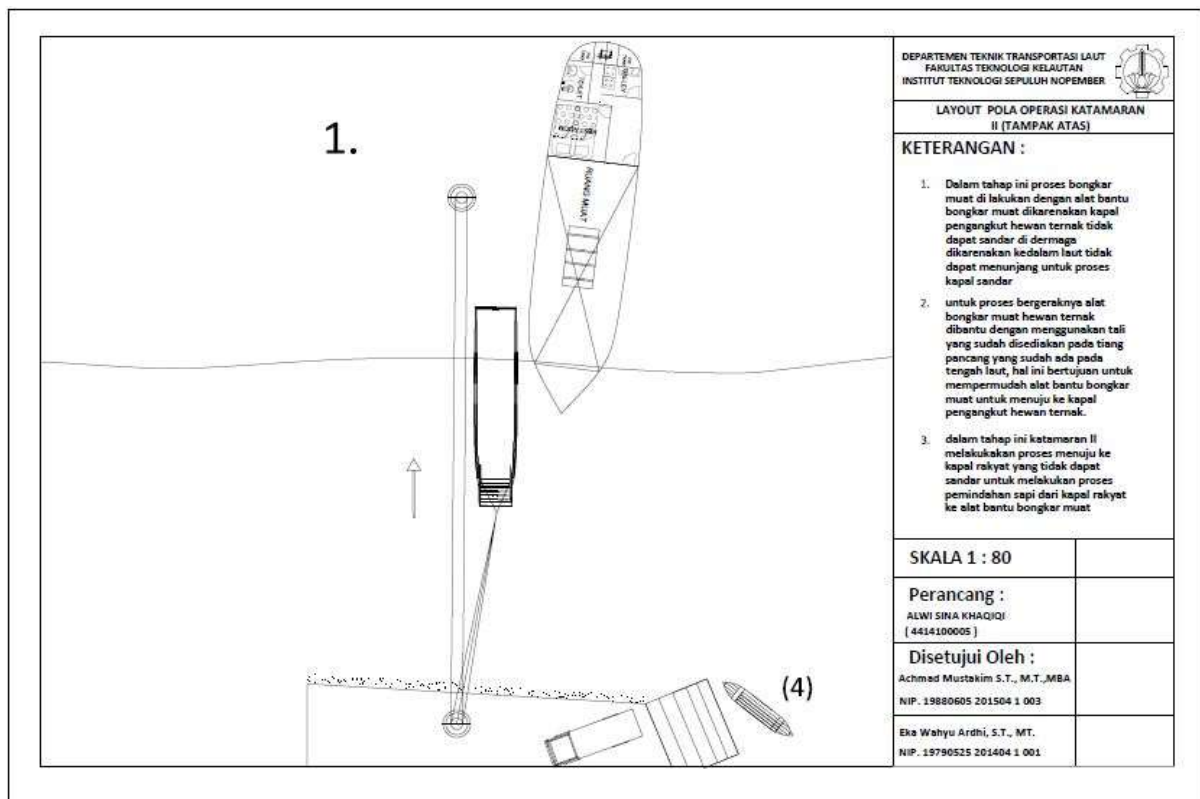 1.
TOILET
RUANG MUAT
(4)
DEPARTEMEN TEKNIK TRANSPORTASI LAUT
FAKULTAS TEKNOLOGI KELAUTAN
INSTITUT TEKNOLOGI SEPULUH NOPEMBER
LAYOUT POLA OPERASI KATAMARAN
II (TAMPAK ATAS)
KETERANGAN :
1. Dalam tahap ini proses bongkar
muat di lakukan dengan alat bantu
bongkar muat dikarenakan kapal
pengangkut hewan ternak tidak
dapat sandar di dermaga
dikarenakan kedalam laut tidak
dapat menunjang untuk proses
kapal sandar
2. untuk proses bergeraknya alat
bongkar muat hewan ternak
dibantu dengan menggunakan tali
yang sudah disediakan pada tiang
pancang yang sudah ada pada
tengah laut, hal ini bertujuan untuk
mempermudah alat bantu bongkar
muat untuk menuju ke kapal
pengangkut hewan ternak.
3. dalam tahap ini katamaran II
melakukakan proses menuju ke
kapal rakyat yang tidak dapat
sandar untuk melakukan proses
pemindahan sapi dari kapal rakyat
ke alat bantu bongkar muat
SKALA 1 : 80
Perancang :
ALWI SINA KHAQIQI
( 4414100005 )
Disetujui Oleh :
Achmad Mustakim S.T., M.T.,MBA
NIP. 19880605 201504 1 003
Eka Wahyu Ardhi, S.T., MT.
NIP. 19790525 201404 1 001